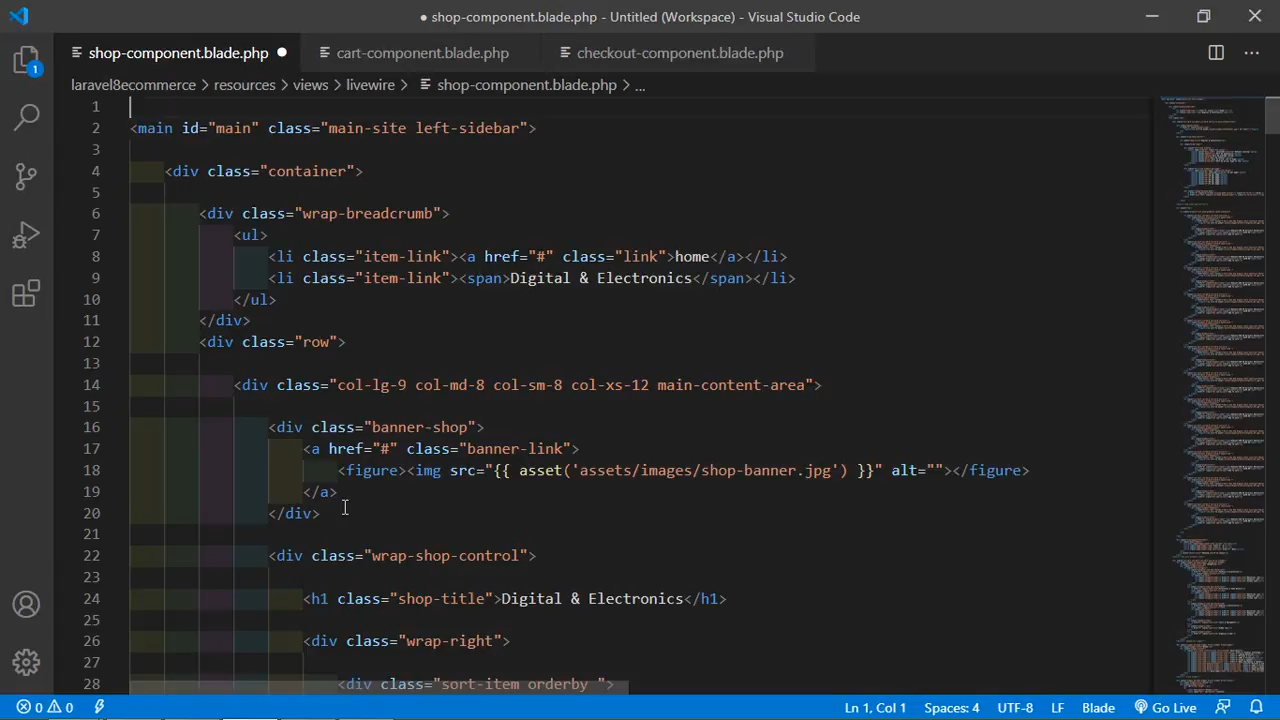 ● shop-component.blade.php - Untitled (Workspace) - Visual Studio Code
1
shop-component.blade.php ● cart-component.blade.php checkout-component.blade.php
laravel8ecommerce > resources > views > livewire > shop-component.blade.php > ...
1
2 <main id="main" class="main-site left-sidebar">
3
4 <div class="container">
5
6 <div class="wrap-breadcrumb">
7 <ul>
8 <li class="item-link"><a href="#" class="link">home</a></li>
9 <li class="item-link"><span>Digital & Electronics</span></li>
10 </ul>
11 </div>
12 <div class="row">
13
14 <div class="col-lg-9 col-md-8 col-sm-8 col-xs-12 main-content-area">
15
16 <div class="banner-shop">
17 <a href="#" class="banner-link">
18 <figure><img src="{{ asset('assets/images/shop-banner.jpg') }}" alt=""></figure>
19 </a>
20 </div>
21
22 <div class="wrap-shop-control">
23
24 <h1 class="shop-title">Digital & Electronics</h1>
25
26 <div class="wrap-right">
27
28 <div class="sort-item orderby ">
0 0 Ln 1, Col 1 Spaces: 4 UTF-8 LF Blade Go Live